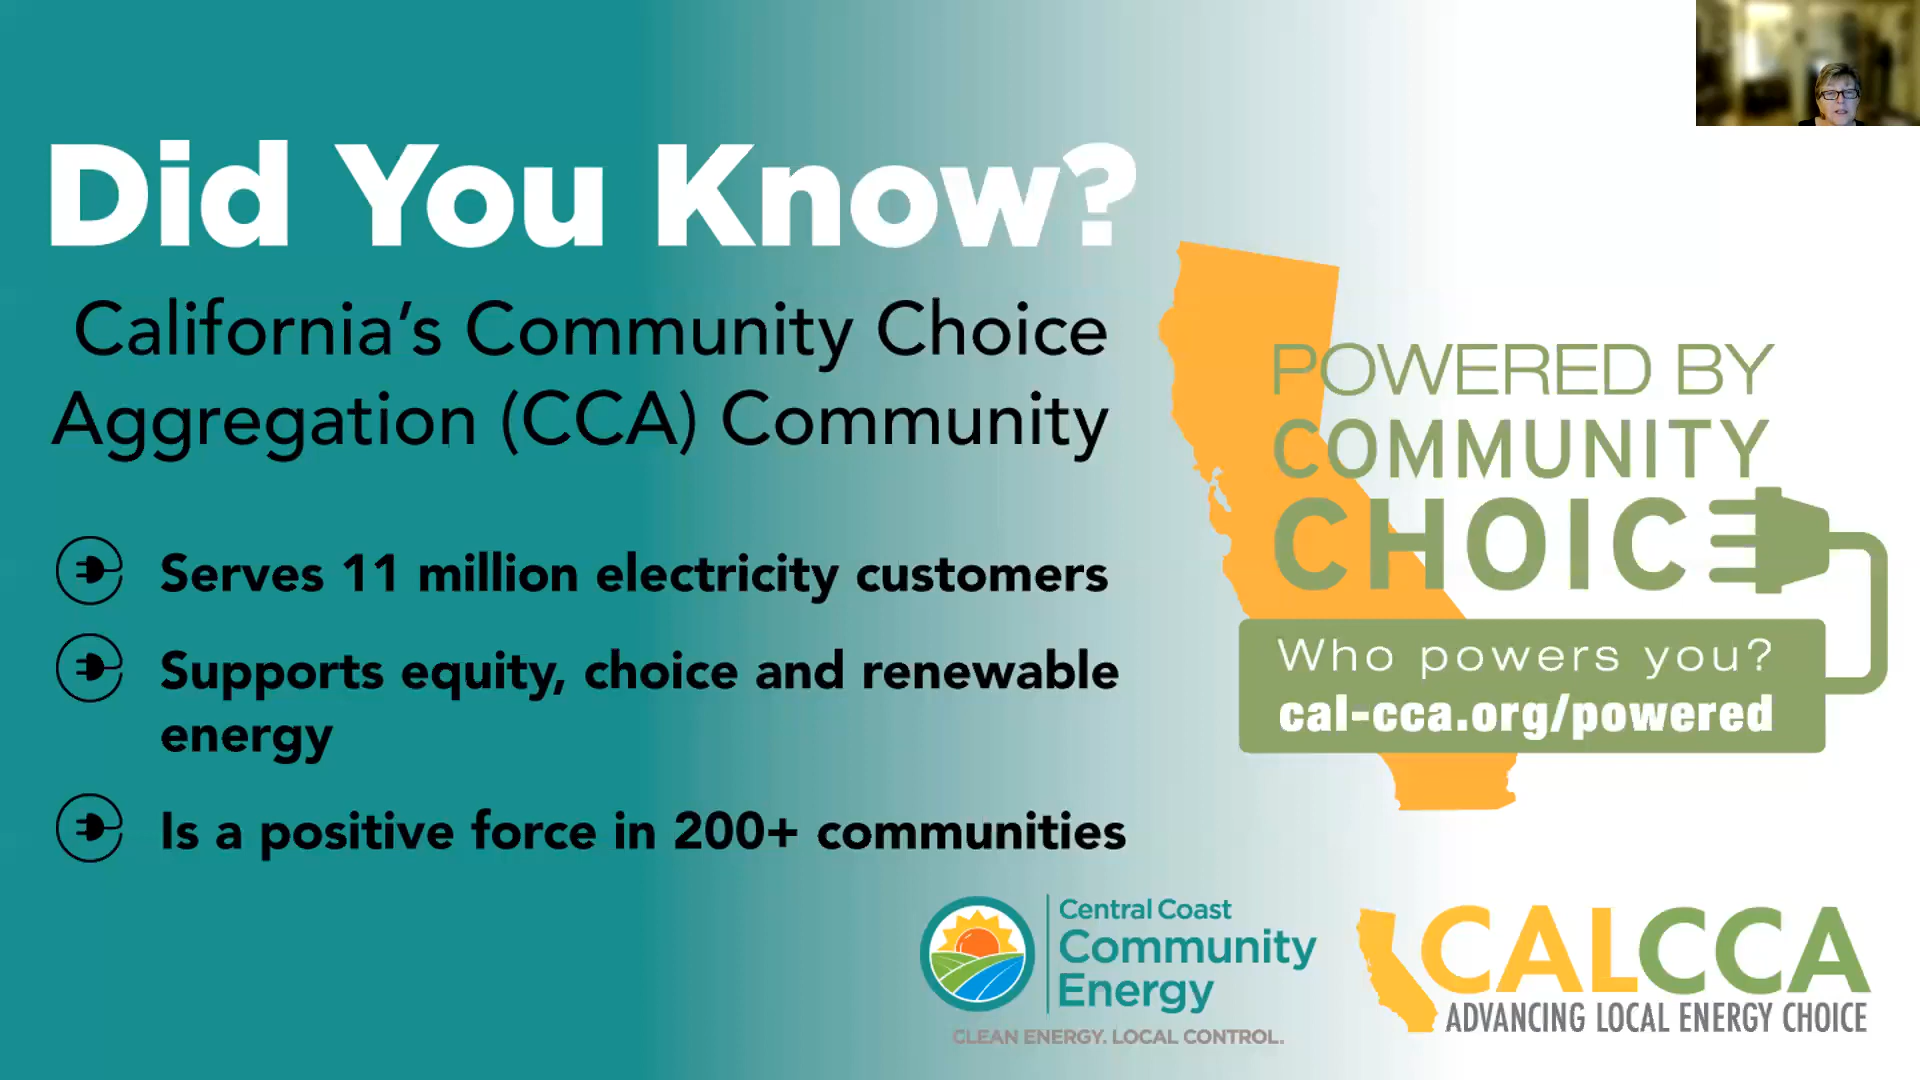 Did You Know?
California's Community Choice
Aggregation (CCA) Community
Serves 11 million electricity customers
Supports equity, choice and renewable
energy
Is a positive force in 200+ communities
POWERED BY
COMMUNITY
CHOICE
Who powers you?
cal-cca.org/powered
Central Coast
Community
Energy
CLEAN ENERGY. LOCAL CONTROL.
CALCCA
ADVANCING LOCAL ENERGY CHOICE